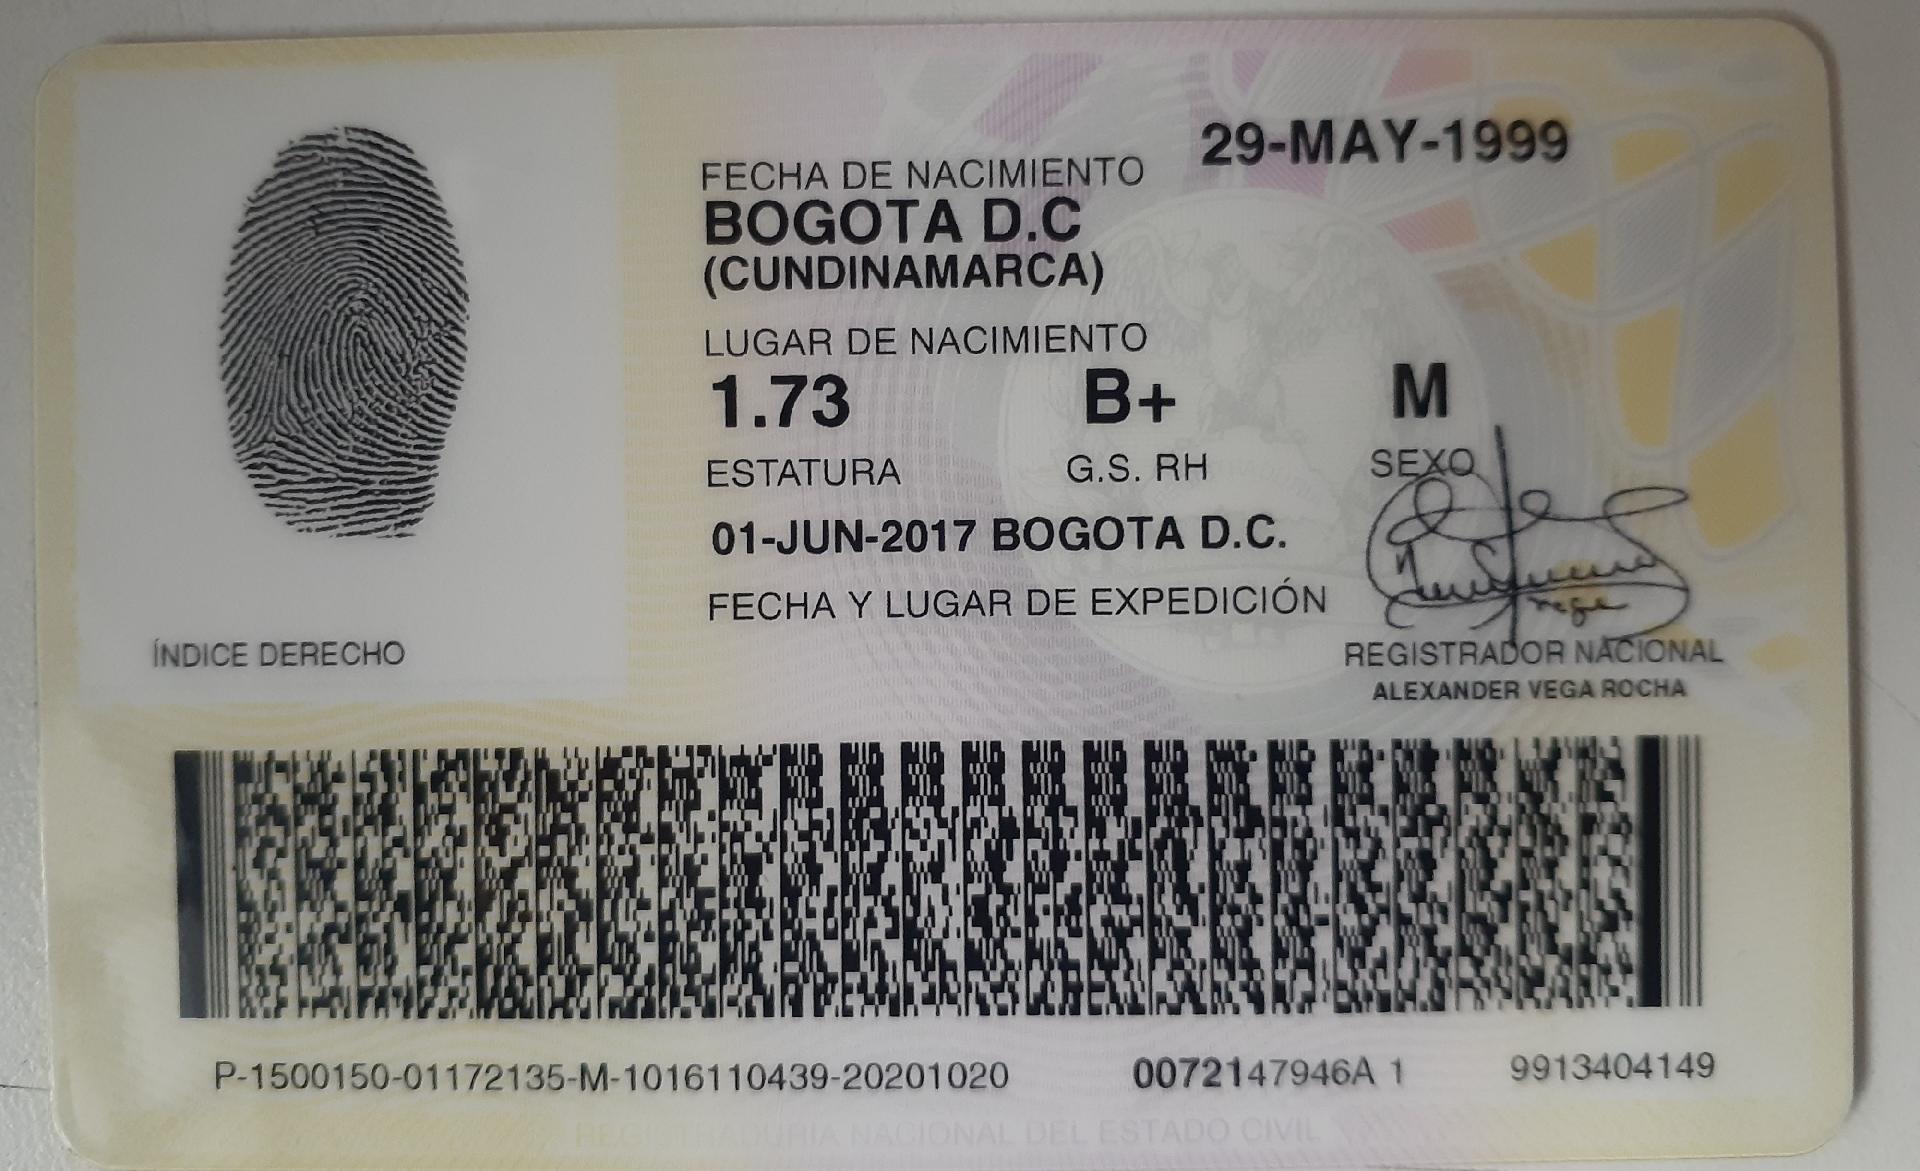 29-MAY-1999
FECHA DE NACIMIENTO
BOGOTA D.C
(CUNDINAMARCA)
LUGAR DE NACIMIENTO
1.73 B+ M
ESTATURA G.S. RH SEXO
01-JUN-2017 BOGOTA D.C.
FECHA Y LUGAR DE EXPEDICIÓN
ÍNDICE DERECHO
REGISTRADOR NACIONAL
ALEXANDER VEGA ROCHA
P-1500150-01172135-M-1016110439-20201020 0072147946A 1 9913404149
REGISTRADURIA NACIONAL DEL ESTADO CIVIL